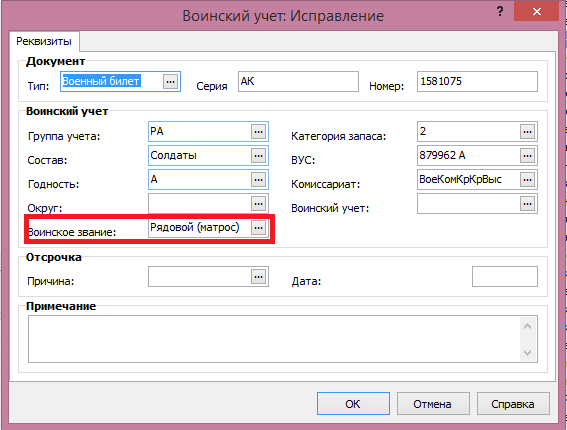 Воинский учет: Исправление
?
Реквизиты
Документ
Тип: Военный билет ... Серия АК Номер: 1581075
Воинский учет
Группа учета: РА ... Категория запаса: 2 ...
Состав: Солдаты ... ВУС: 879962 А ...
Годность: А ... Комиссариат: ВоеКомКрКрВыс ...
Округ: ... Воинский учет: ...
Воинское звание: Рядовой (матрос) ...
Отсрочка
Причина: ... Дата:
Примечание
ОК Отмена Справка